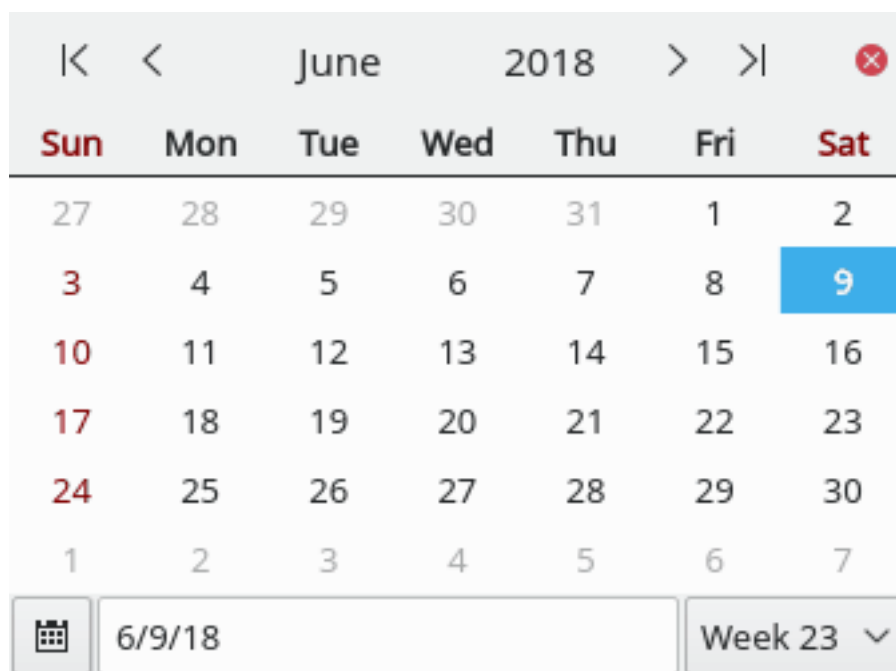 June 2018
Sun Mon Tue Wed Thu Fri Sat
27 28 29 30 31 1 2
3 4 5 6 7 8 9
10 11 12 13 14 15 16
17 18 19 20 21 22 23
24 25 26 27 28 29 30
1 2 3 4 5 6 7
6/9/18 Week 23